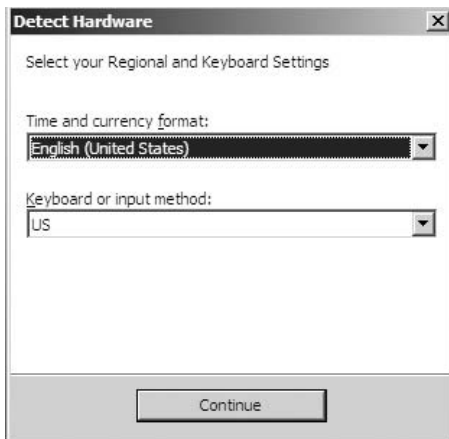 Detect Hardware
Select your Regional and Keyboard Settings
Time and currency format:
English (United States)
Keyboard or input method:
US
Continue